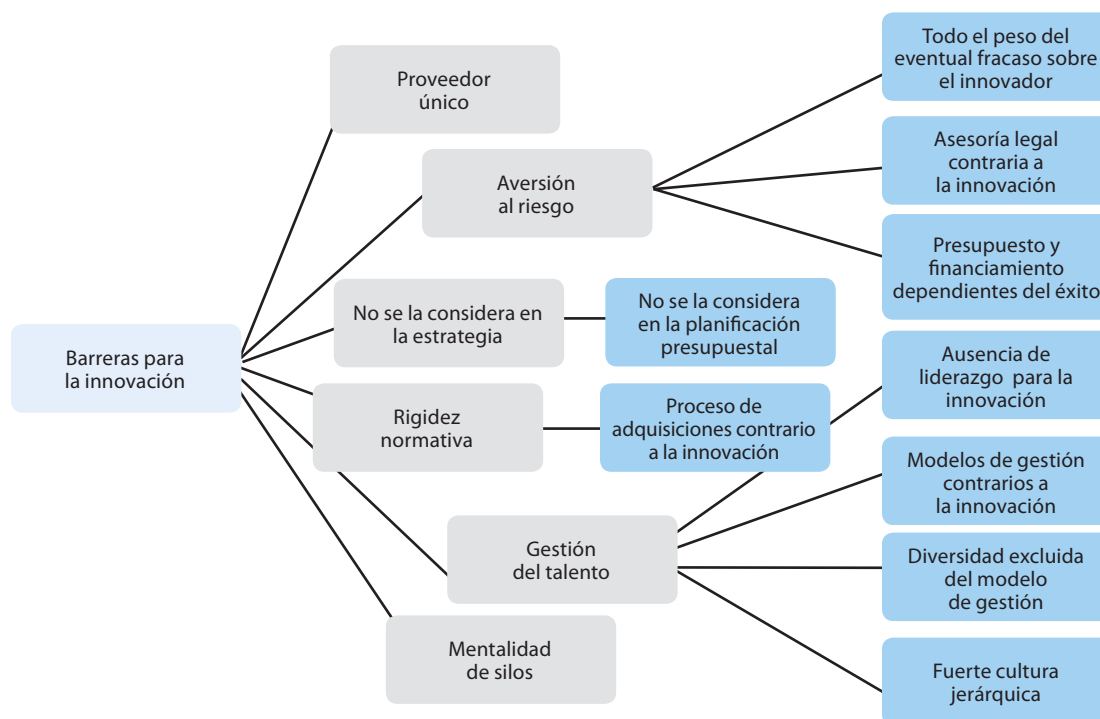 Barreras para
la innovación
Proveedor
único
Aversión
al riesgo
Todo el peso del
eventual fracaso sobre
el innovador
Asesoría legal
contraria a
la innovación
Presupuesto y
financiamiento
dependientes del éxito
No se la considera en
la estrategia
No se la considera
en la planificación
presupuestal
Rigidez
normativa
Proceso de
adquisiciones contrario
a la innovación
Gestión
del talento
Ausencia de
liderazgo para la
innovación
Modelos de gestión
contrarios a
la innovación
Diversidad excluida
del modelo
de gestión
Fuerte cultura
jerárquica
Mentalidad
de silos